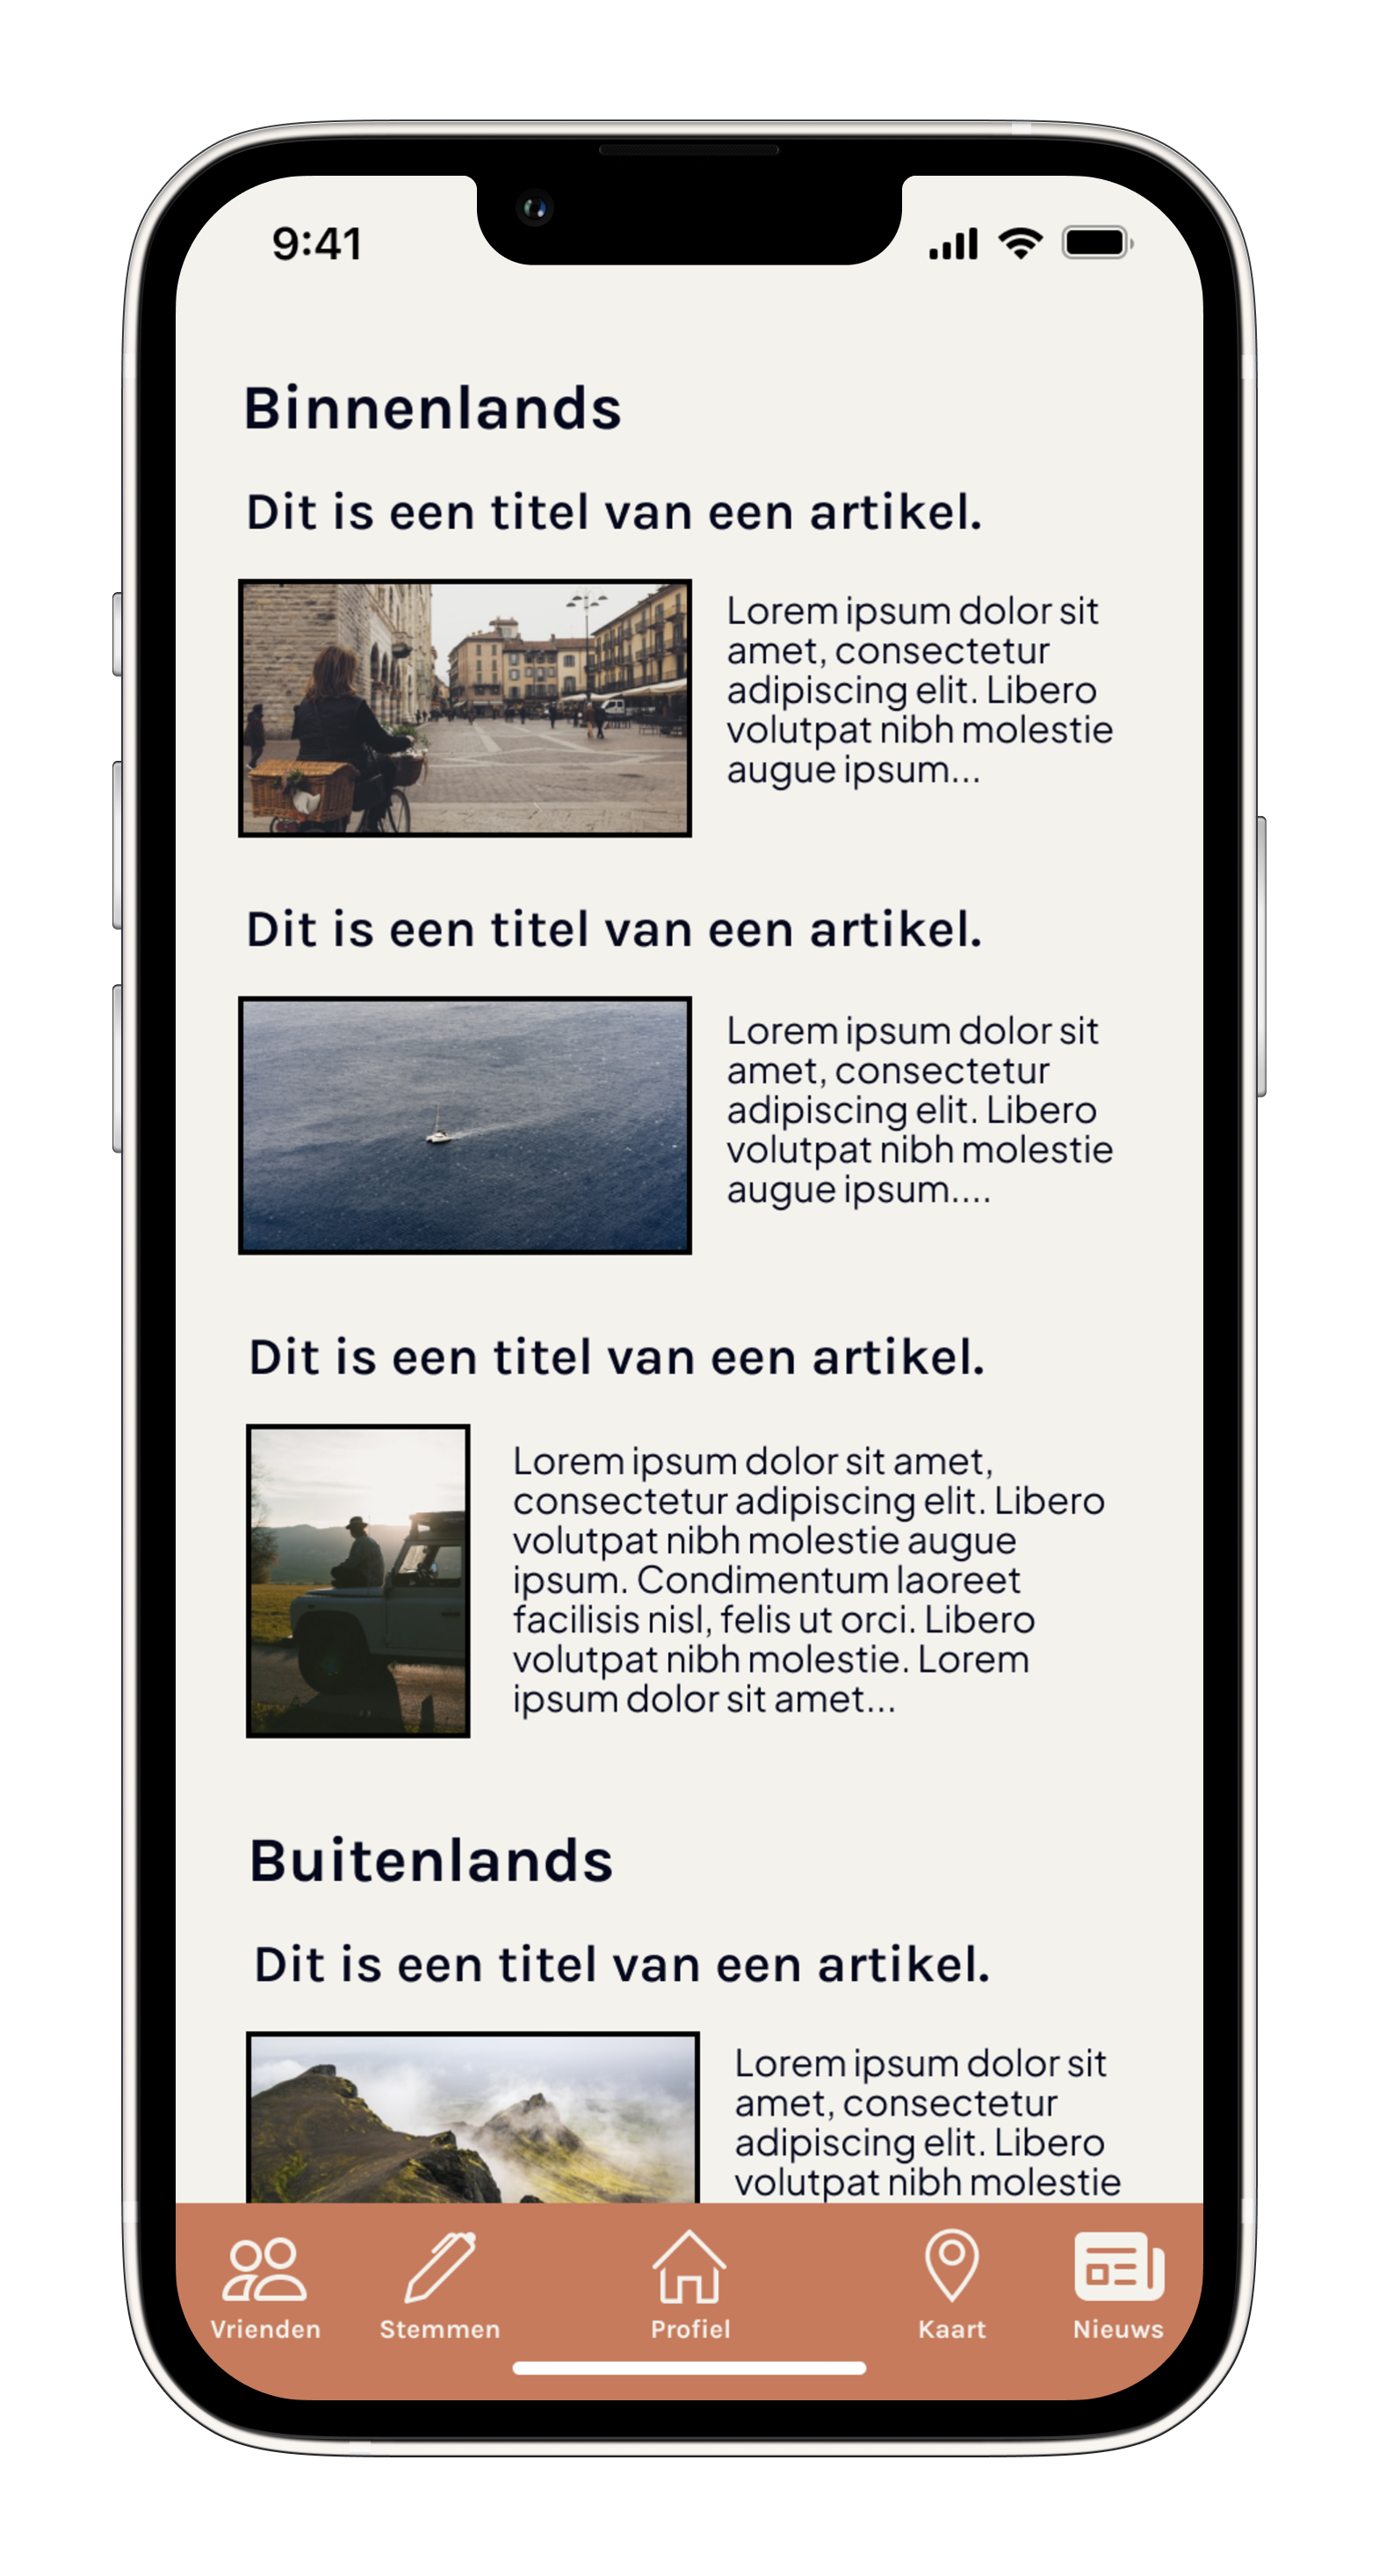 9:41
Binnenlands
Dit is een titel van een artikel.
Lorem ipsum dolor sit
amet, consectetur
adipiscing elit. Libero
volutpat nibh molestie
augue ipsum...
Dit is een titel van een artikel.
Lorem ipsum dolor sit
amet, consectetur
adipiscing elit. Libero
volutpat nibh molestie
augue ipsum....
Dit is een titel van een artikel.
Lorem ipsum dolor sit amet,
consectetur adipiscing elit. Libero
volutpat nibh molestie augue
ipsum. Condimentum laoreet
facilisis nisl, felis ut orci. Libero
volutpat nibh molestie. Lorem
ipsum dolor sit amet...
Buitenlands
Dit is een titel van een artikel.
Lorem ipsum dolor sit
amet, consectetur
adipiscing elit. Libero
volutpat nibh molestie
Vrienden Stemmen Profiel Kaart Nieuws